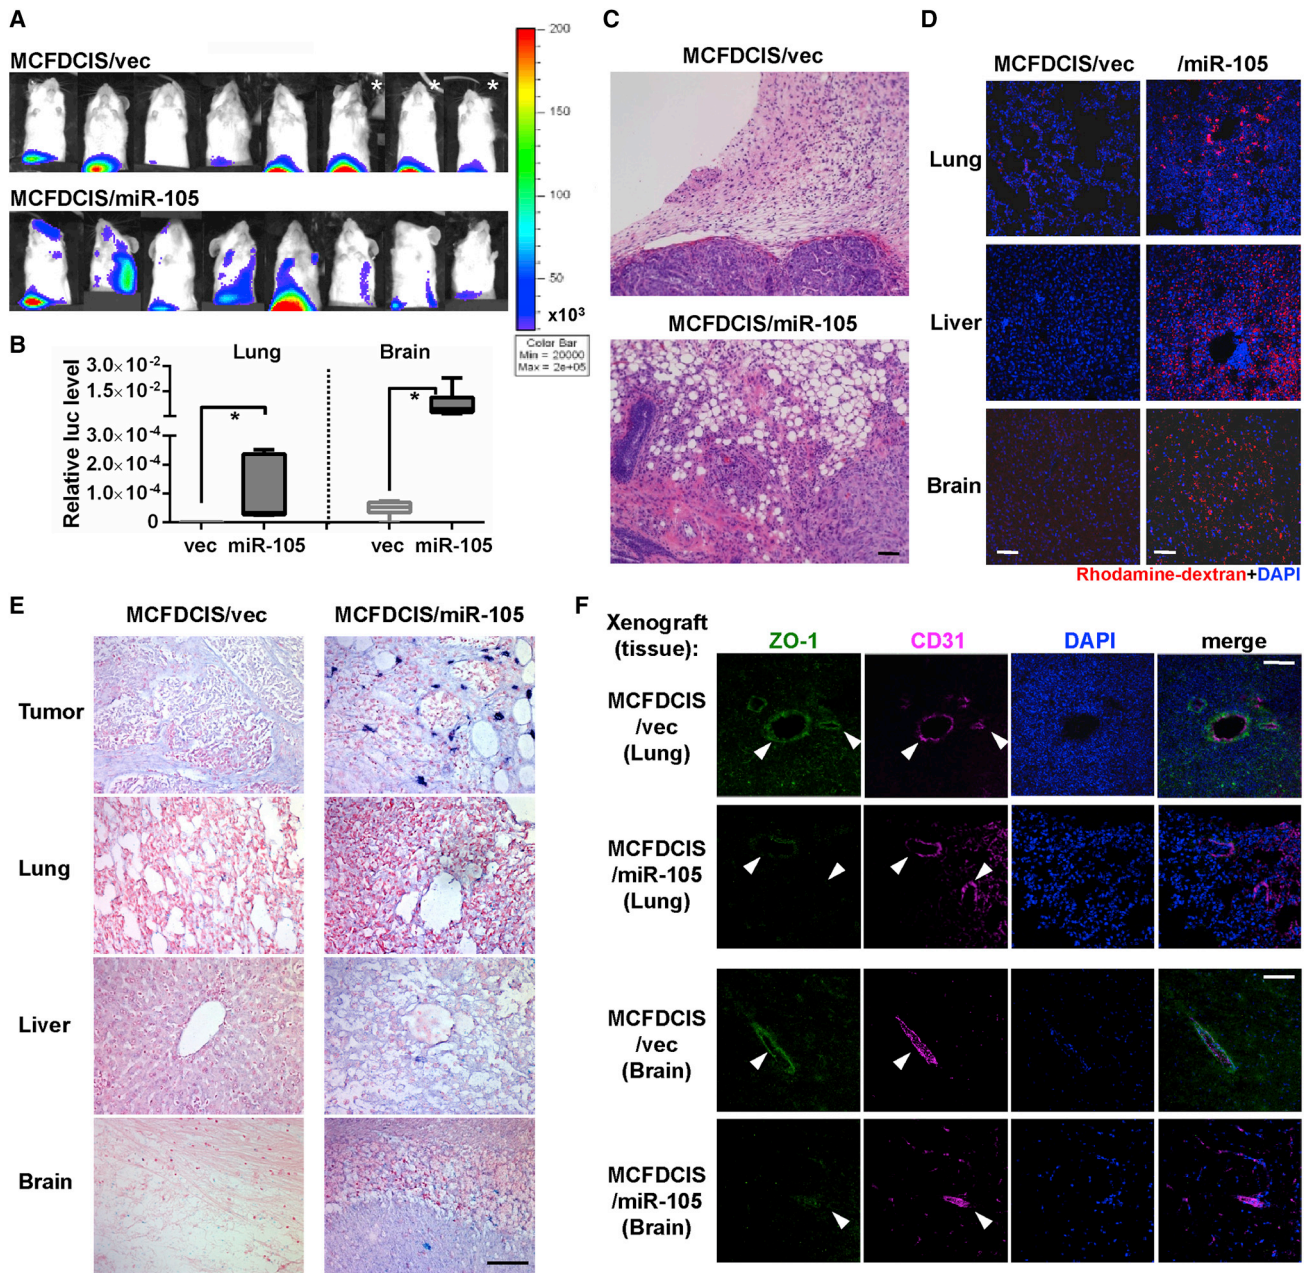 A
MCFDCIS/vec
* * *
MCFDCIS/miR-105
200
150
100
50
x10³
Color Bar
Min = 20000
Max = 2e+05
B
Lung Brain
Relative luc level
3.0×10⁻²
1.5×10⁻²
3.0×10⁻⁴
2.0×10⁻⁴
1.0×10⁻⁴
0
* *
vec miR-105 vec miR-105
C
MCFDCIS/vec
MCFDCIS/miR-105
D
MCFDCIS/vec /miR-105
Lung
Liver
Brain
Rhodamine-dextran+DAPI
E
MCFDCIS/vec MCFDCIS/miR-105
Tumor
Lung
Liver
Brain
F
Xenograft
(tissue):
ZO-1 CD31 DAPI merge
MCFDCIS
/vec
(Lung)
MCFDCIS
/miR-105
(Lung)
MCFDCIS
/vec
(Brain)
MCFDCIS
/miR-105
(Brain)